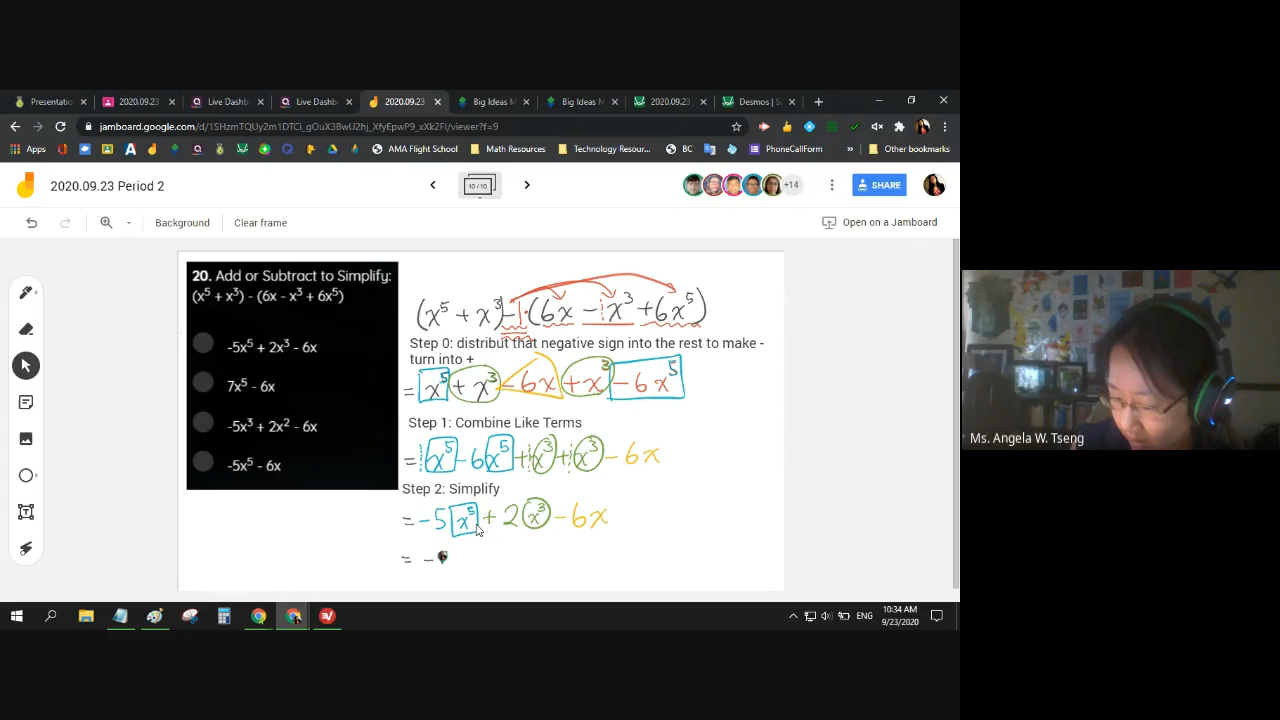 Presentation
2020.09.23
Live Dashb
Live Dashb
2020.09.23
Big Ideas M
Big Ideas M
2020.09.23
Desmos | S
jamboard.google.com/d/1SHzmTQUy2m1DTCi_gOuX3BwU2hj_XfyEpwP9_xXk2FI/viewer?f=9
Apps
AMA Flight School
Math Resources
Technology Resour...
BC
PhoneCallForm
Other bookmarks
2020.09.23 Period 2
10 / 10
+14
SHARE
Background
Clear frame
Open on a Jamboard
20. Add or Subtract to Simplify:
(x⁵ + x³) - (6x - x³ + 6x⁵)
-5x⁵ + 2x³ - 6x
7x⁵ - 6x
-5x³ + 2x² - 6x
-5x⁵ - 6x
(x⁵ + x³) - 1·(6x - 1x³ + 6x⁵)
Step 0: distribut that negative sign into the rest to make -
turn into +
= x⁵ + x³ - 6x + x³ - 6x⁵
Step 1: Combine Like Terms
= 1x⁵ - 6x⁵ + 1x³ + 1x³ - 6x
Step 2: Simplify
= -5x⁵ + 2x³ - 6x
= -
Ms. Angela W. Tseng
ENG
10:34 AM
9/23/2020